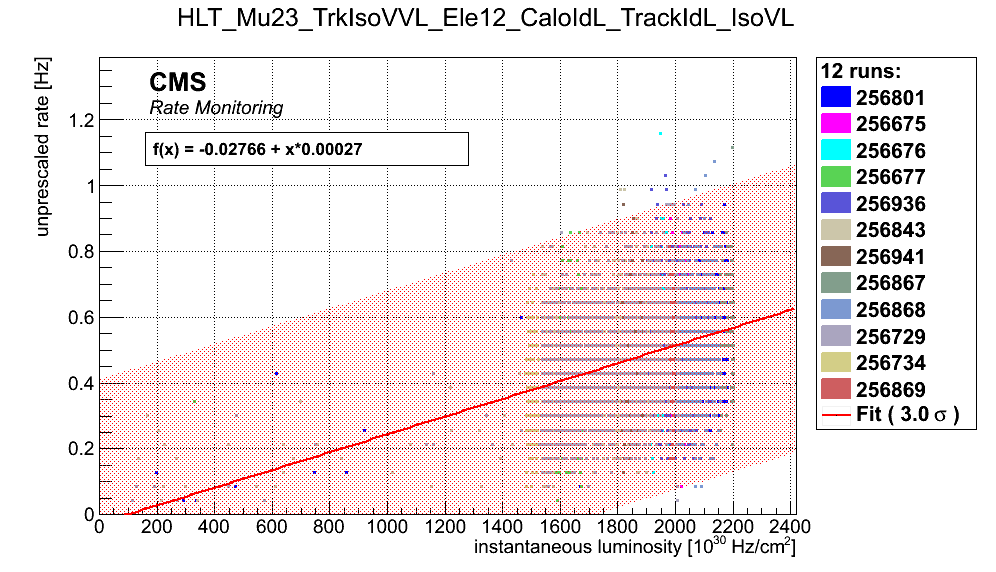 HLT_Mu23_TrkIsoVVL_Ele12_CaloIdL_TrackIdL_IsoVL
unprescaled rate [Hz]
CMS
Rate Monitoring
f(x) = -0.02766 + x*0.00027
1.2
1
0.8
0.6
0.4
0.2
0
0 200 400 600 800 1000 1200 1400 1600 1800 2000 2200 2400
instantaneous luminosity [10³⁰ Hz/cm²]
12 runs:
256801
256675
256676
256677
256936
256843
256941
256867
256868
256729
256734
256869
Fit ( 3.0 σ )